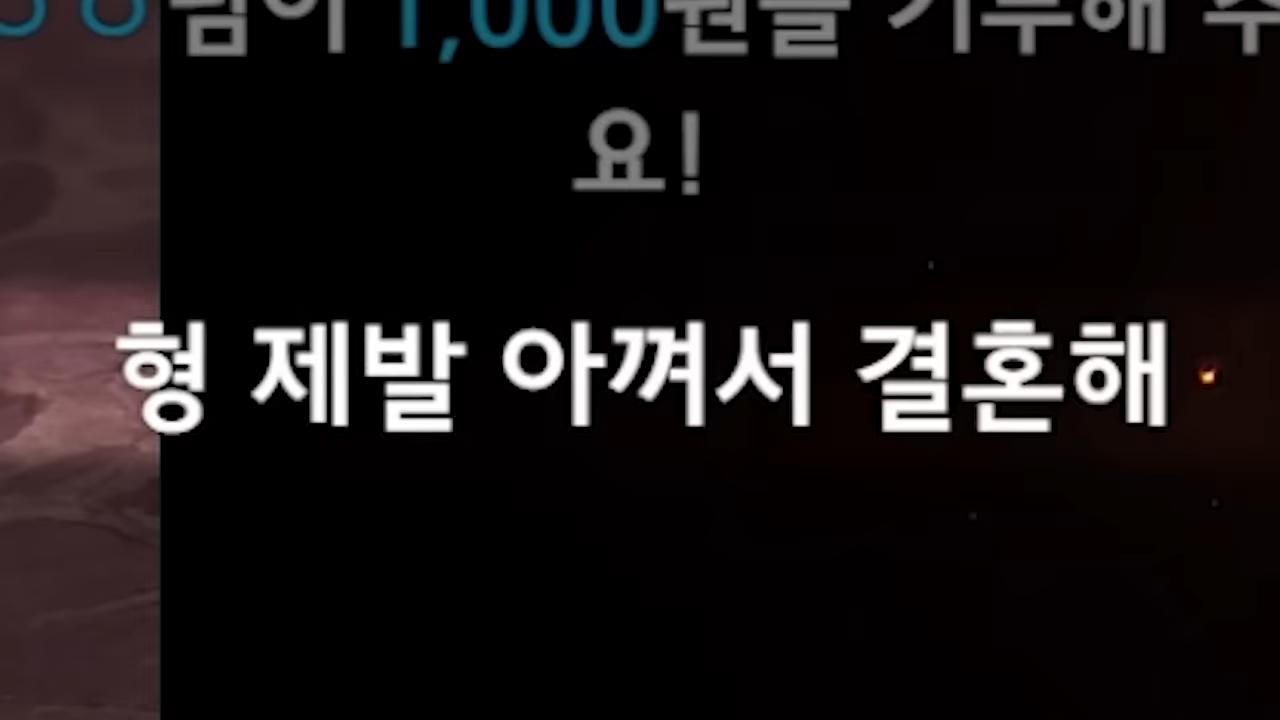 님이 1,000원을 기부해 주
요!
형 제발 아껴서 결혼해